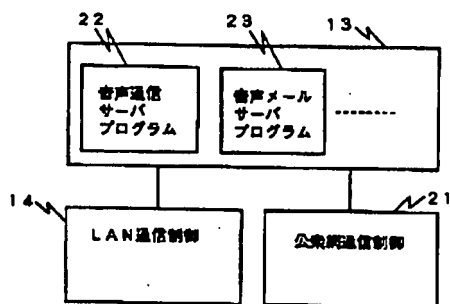 22
23
13
音声通信
サーバ
プログラム
音声メール
サーバ
プログラム
14
21
LAN通信制御
公衆網通信制御